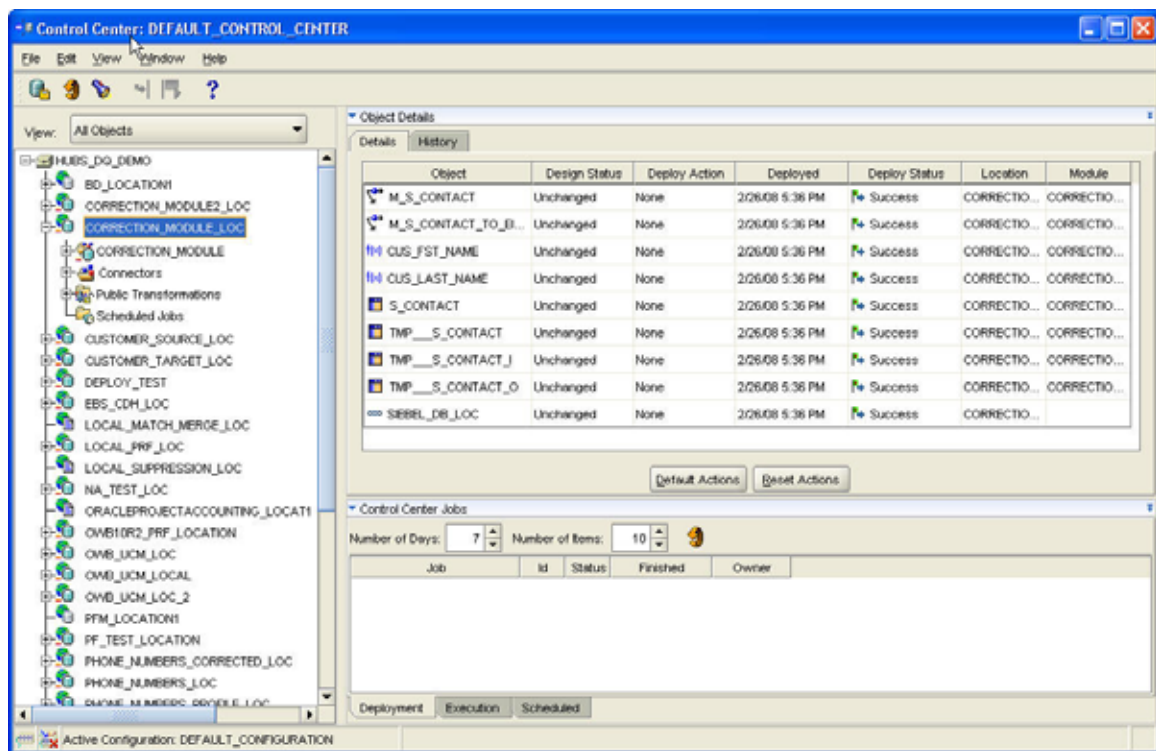 Control Center: DEFAULT_CONTROL_CENTER
File Edit View Window Help
View: All Objects
HUBS_DQ_DEMO
BD_LOCATION1
CORRECTION_MODULE2_LOC
CORRECTION_MODULE_LOC
CORRECTION_MODULE
Connectors
Public Transformations
Scheduled Jobs
CUSTOMER_SOURCE_LOC
CUSTOMER_TARGET_LOC
DEPLOY_TEST
EBS_CDH_LOC
LOCAL_MATCH_MERGE_LOC
LOCAL_PRF_LOC
LOCAL_SUPPRESSION_LOC
NA_TEST_LOC
ORACLEPROJECTACCOUNTING_LOCAT1
OWB10R2_PRF_LOCATION
OWB_UCM_LOC
OWB_UCM_LOCAL
OWB_UCM_LOC_2
PFM_LOCATION1
PF_TEST_LOCATION
PHONE_NUMBERS_CORRECTED_LOC
PHONE_NUMBERS_LOC
PHONE_NUMBERS_PROFILE_LOC
Object Details
Details History
Object Design Status Deploy Action Deployed Deploy Status Location Module
M_S_CONTACT Unchanged None 2/26/08 5:36 PM Success CORRECTIO... CORRECTIO...
M_S_CONTACT_TO_EI... Unchanged None 2/26/08 5:36 PM Success CORRECTIO... CORRECTIO...
CUS_FST_NAME Unchanged None 2/26/08 5:36 PM Success CORRECTIO... CORRECTIO...
CUS_LAST_NAME Unchanged None 2/26/08 5:36 PM Success CORRECTIO... CORRECTIO...
S_CONTACT Unchanged None 2/26/08 5:36 PM Success CORRECTIO... CORRECTIO...
TMP___S_CONTACT Unchanged None 2/26/08 5:36 PM Success CORRECTIO... CORRECTIO...
TMP___S_CONTACT_I Unchanged None 2/26/08 5:36 PM Success CORRECTIO... CORRECTIO...
TMP___S_CONTACT_O Unchanged None 2/26/08 5:36 PM Success CORRECTIO... CORRECTIO...
SIEBEL_DB_LOC Unchanged None 2/26/08 5:36 PM Success CORRECTIO...
Default Actions Reset Actions
Control Center Jobs
Number of Days: 7 Number of Items: 10
Job Id Status Finished Owner
Deployment Execution Scheduled
Active Configuration: DEFAULT_CONFIGURATION